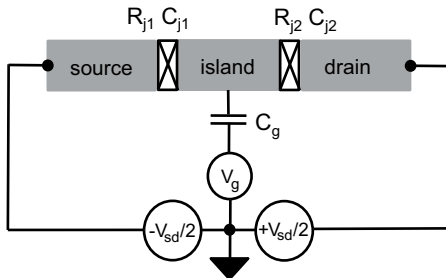 Rj1 Cj1 Rj2 Cj2
source island drain
Cg
Vg
-Vsd/2 +Vsd/2